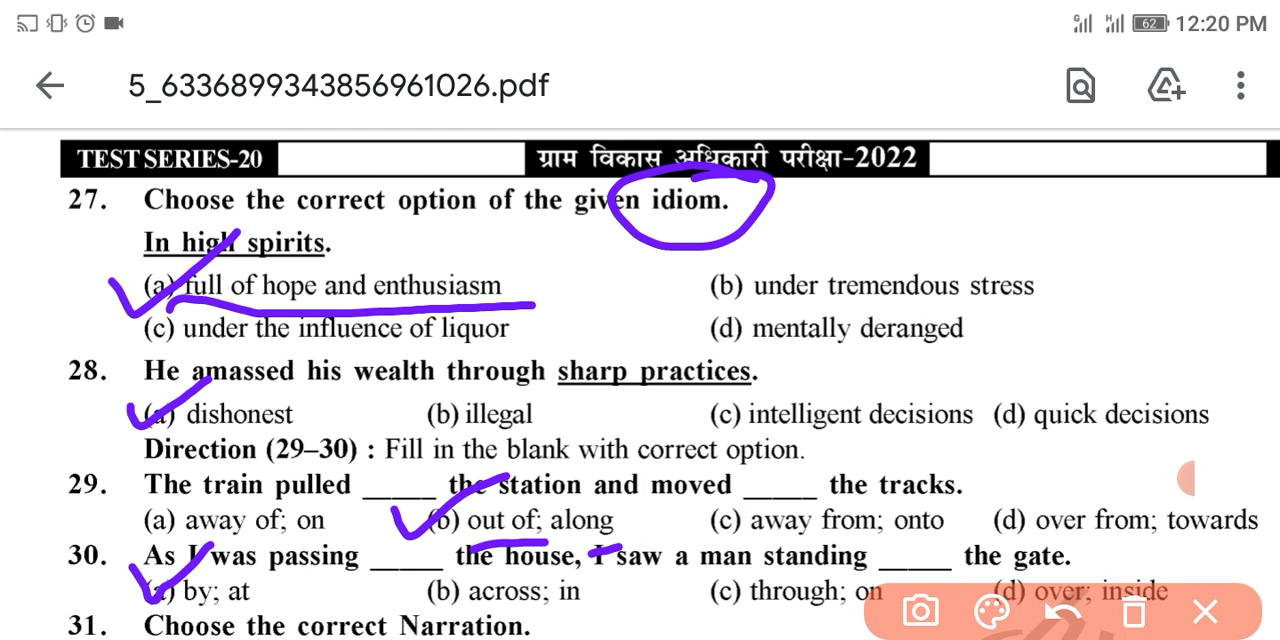 12:20 PM
62
5_6336899343856961026.pdf
TEST SERIES-20 ग्राम विकास अधिकारी परीक्षा-2022
27. Choose the correct option of the given idiom.
In high spirits.
(a) full of hope and enthusiasm (b) under tremendous stress
(c) under the influence of liquor (d) mentally deranged
28. He amassed his wealth through sharp practices.
(a) dishonest (b) illegal (c) intelligent decisions (d) quick decisions
Direction (29–30) : Fill in the blank with correct option.
29. The train pulled _____ the station and moved _____ the tracks.
(a) away of; on (b) out of; along (c) away from; onto (d) over from; towards
30. As I was passing _____ the house, I saw a man standing _____ the gate.
(a) by; at (b) across; in (c) through; on (d) over; inside
31. Choose the correct Narration.